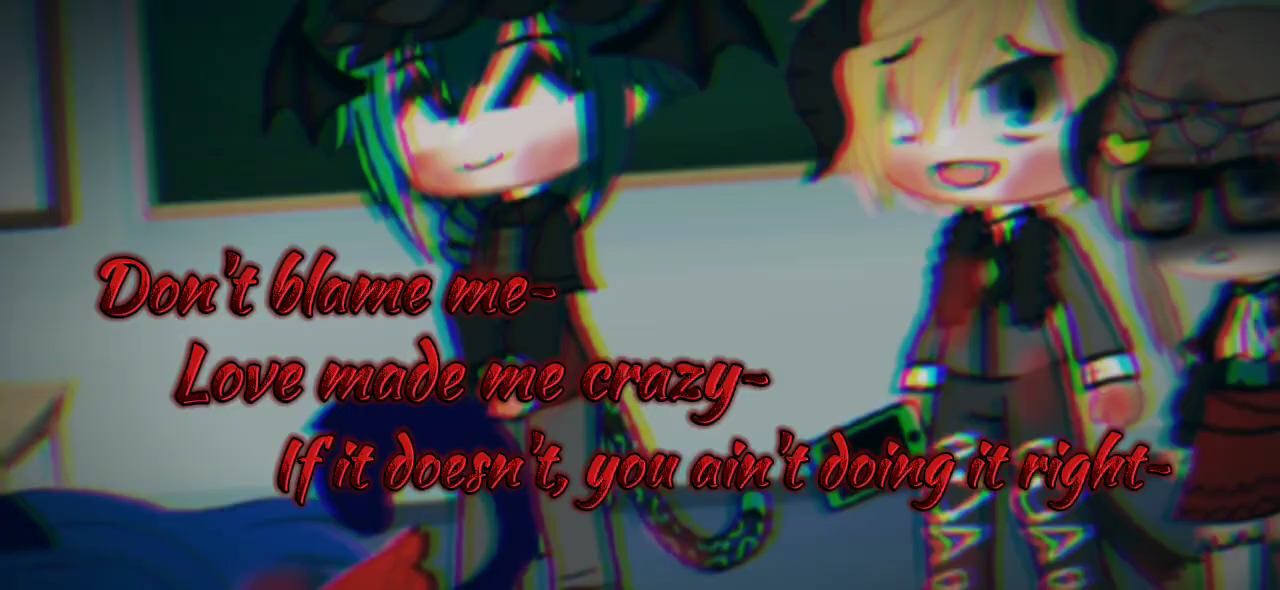 Don't blame me-
Love made me crazy-
If it doesn't, you ain't doing it right-